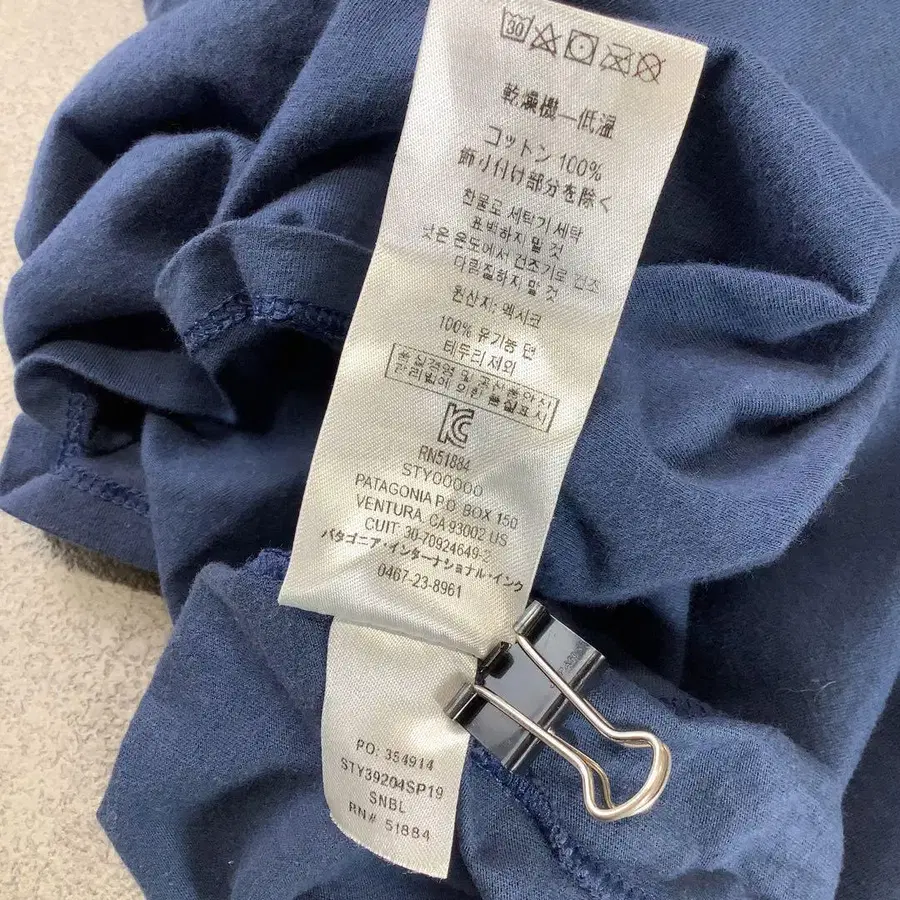 30
乾燥機—低温
コットン 100%
飾り付け部分を除く
찬물로 세탁기 세탁
표백하지 말 것
낮은 온도에서 건조기로 건조
다림질하지 말 것
원산지: 멕시코
100% 유기농 면
테두리 제외
품질경영 및 공산품안전
관리법에 의한 품질표시
RN51884
STY00000
PATAGONIA P.O. BOX 150
VENTURA, CA 93002 US
CUIT: 30-70924649-2
パタゴニア・インターナショナル・インク
0467-23-8961
PO: 354914
STY39204SP19
SNBL
RN# 51884